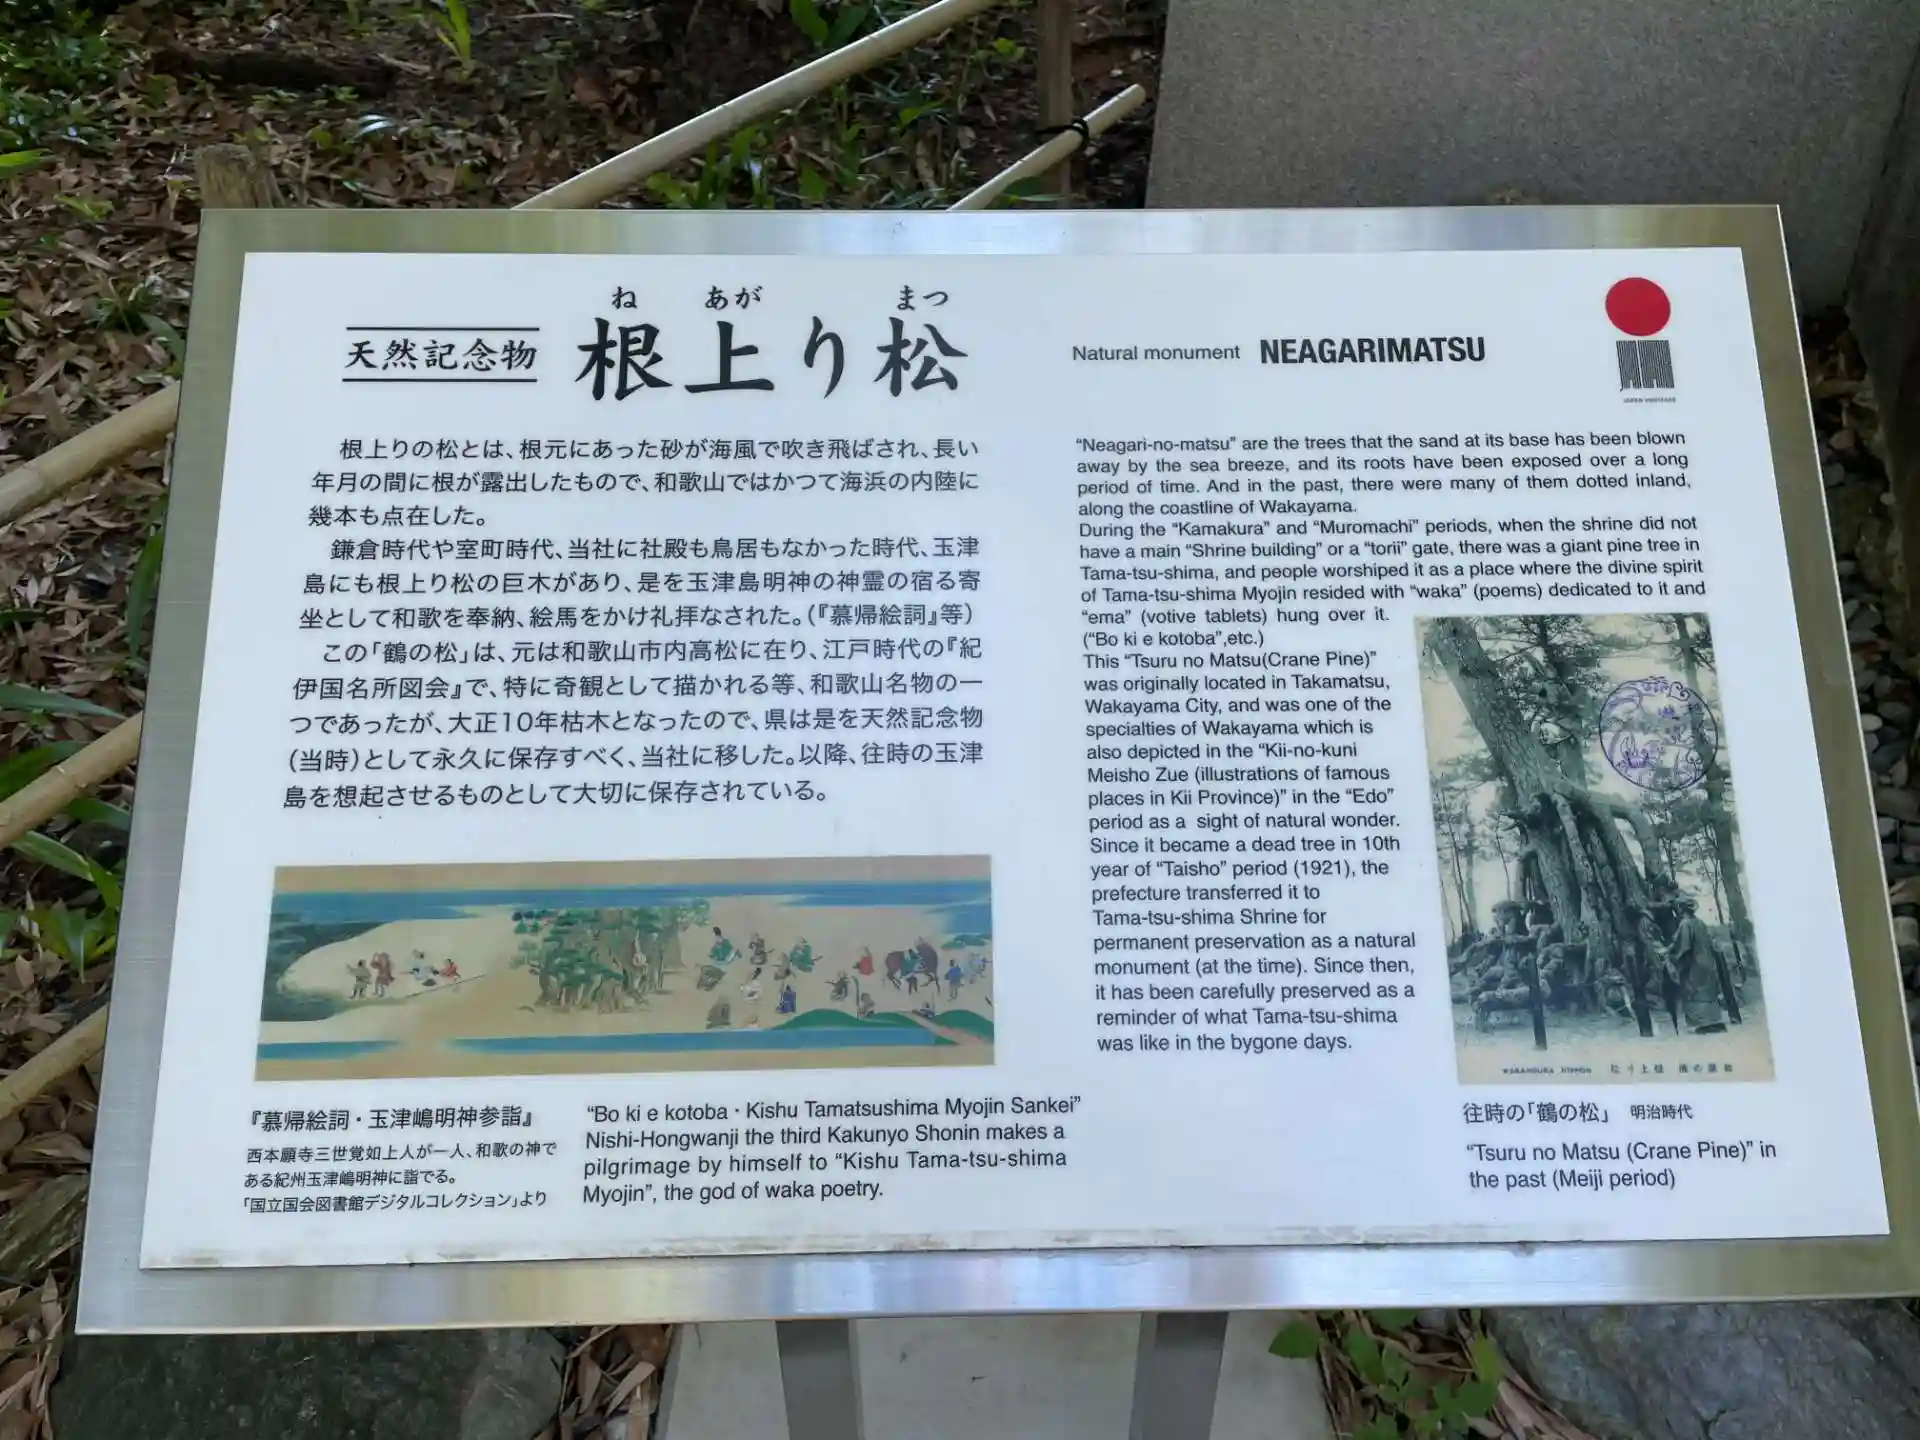 ね あが まつ
天然記念物 根上り松
根上りの松とは、根元にあった砂が海風で吹き飛ばされ、長い
年月の間に根が露出したもので、和歌山ではかつて海浜の内陸に
幾本も点在した。
鎌倉時代や室町時代、当社に社殿も鳥居もなかった時代、玉津
島にも根上り松の巨木があり、是を玉津島明神の神霊の宿る寄
坐として和歌を奉納、絵馬をかけ礼拝なされた。(『慕帰絵詞』等)
この「鶴の松」は、元は和歌山市内高松に在り、江戸時代の『紀
伊国名所図会』で、特に奇観として描かれる等、和歌山名物の一
つであったが、大正10年枯木となったので、県は是を天然記念物
(当時)として永久に保存すべく、当社に移した。以降、往時の玉津
島を想起させるものとして大切に保存されている。
『慕帰絵詞・玉津嶋明神参詣』
西本願寺三世覚如上人が一人、和歌の神で
ある紀州玉津嶋明神に詣でる。
「国立国会図書館デジタルコレクション」より
“Bo ki e kotoba・Kishu Tamatsushima Myojin Sankei”
Nishi-Hongwanji the third Kakunyo Shonin makes a
pilgrimage by himself to “Kishu Tama-tsu-shima
Myojin”, the god of waka poetry.
Natural monument NEAGARIMATSU
JAPAN HERITAGE
“Neagari-no-matsu” are the trees that the sand at its base has been blown
away by the sea breeze, and its roots have been exposed over a long
period of time. And in the past, there were many of them dotted inland,
along the coastline of Wakayama.
During the “Kamakura” and “Muromachi” periods, when the shrine did not
have a main “Shrine building” or a “torii” gate, there was a giant pine tree in
Tama-tsu-shima, and people worshiped it as a place where the divine spirit
of Tama-tsu-shima Myojin resided with “waka” (poems) dedicated to it and
“ema” (votive tablets) hung over it.
(“Bo ki e kotoba”,etc.)
This “Tsuru no Matsu(Crane Pine)”
was originally located in Takamatsu,
Wakayama City, and was one of the
specialties of Wakayama which is
also depicted in the “Kii-no-kuni
Meisho Zue (illustrations of famous
places in Kii Province)” in the “Edo”
period as a sight of natural wonder.
Since it became a dead tree in 10th
year of “Taisho” period (1921), the
prefecture transferred it to
Tama-tsu-shima Shrine for
permanent preservation as a natural
monument (at the time). Since then,
it has been carefully preserved as a
reminder of what Tama-tsu-shima
was like in the bygone days.
WAKANOURA NIPPON 松り上根 浦の歌和
往時の「鶴の松」 明治時代
“Tsuru no Matsu (Crane Pine)” in
the past (Meiji period)